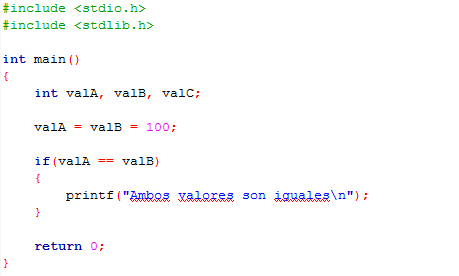 #include <stdio.h>
#include <stdlib.h>
int main()
{
    int valA, valB, valC;
    valA = valB = 100;
    if(valA == valB)
    {
        printf("Ambos valores son iguales\n");
    }
    return 0;
}